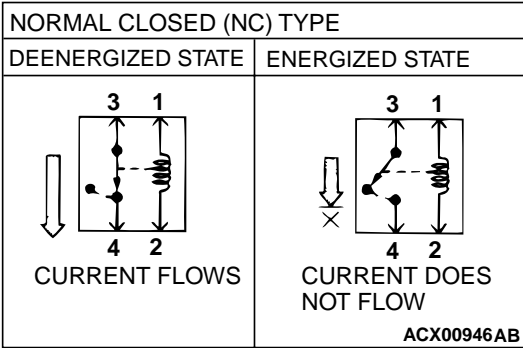 NORMAL CLOSED (NC) TYPE
DEENERGIZED STATE
ENERGIZED STATE
3 1
4 2
CURRENT FLOWS
3 1
4 2
CURRENT DOES
NOT FLOW
ACX00946AB